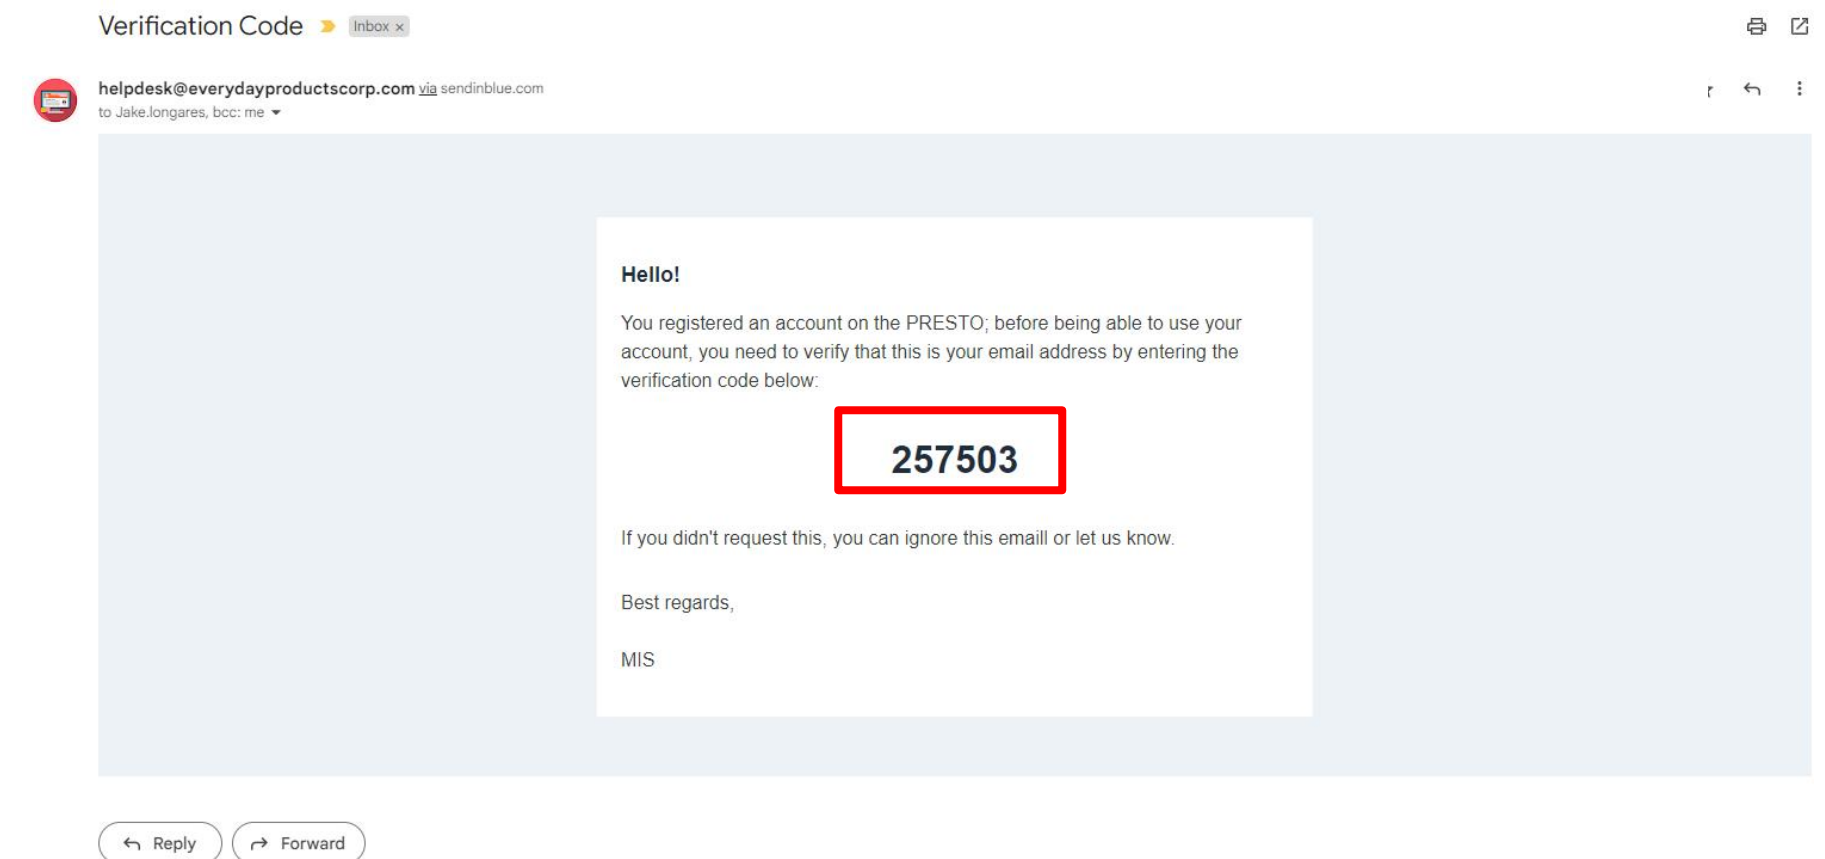 Verification Code Inbox ×
helpdesk@everydayproductscorp.com via sendinblue.com
to Jake.longares, bcc: me
Hello!
You registered an account on the PRESTO; before being able to use your
account, you need to verify that this is your email address by entering the
verification code below:
257503
If you didn't request this, you can ignore this emaill or let us know.
Best regards,
MIS
Reply Forward